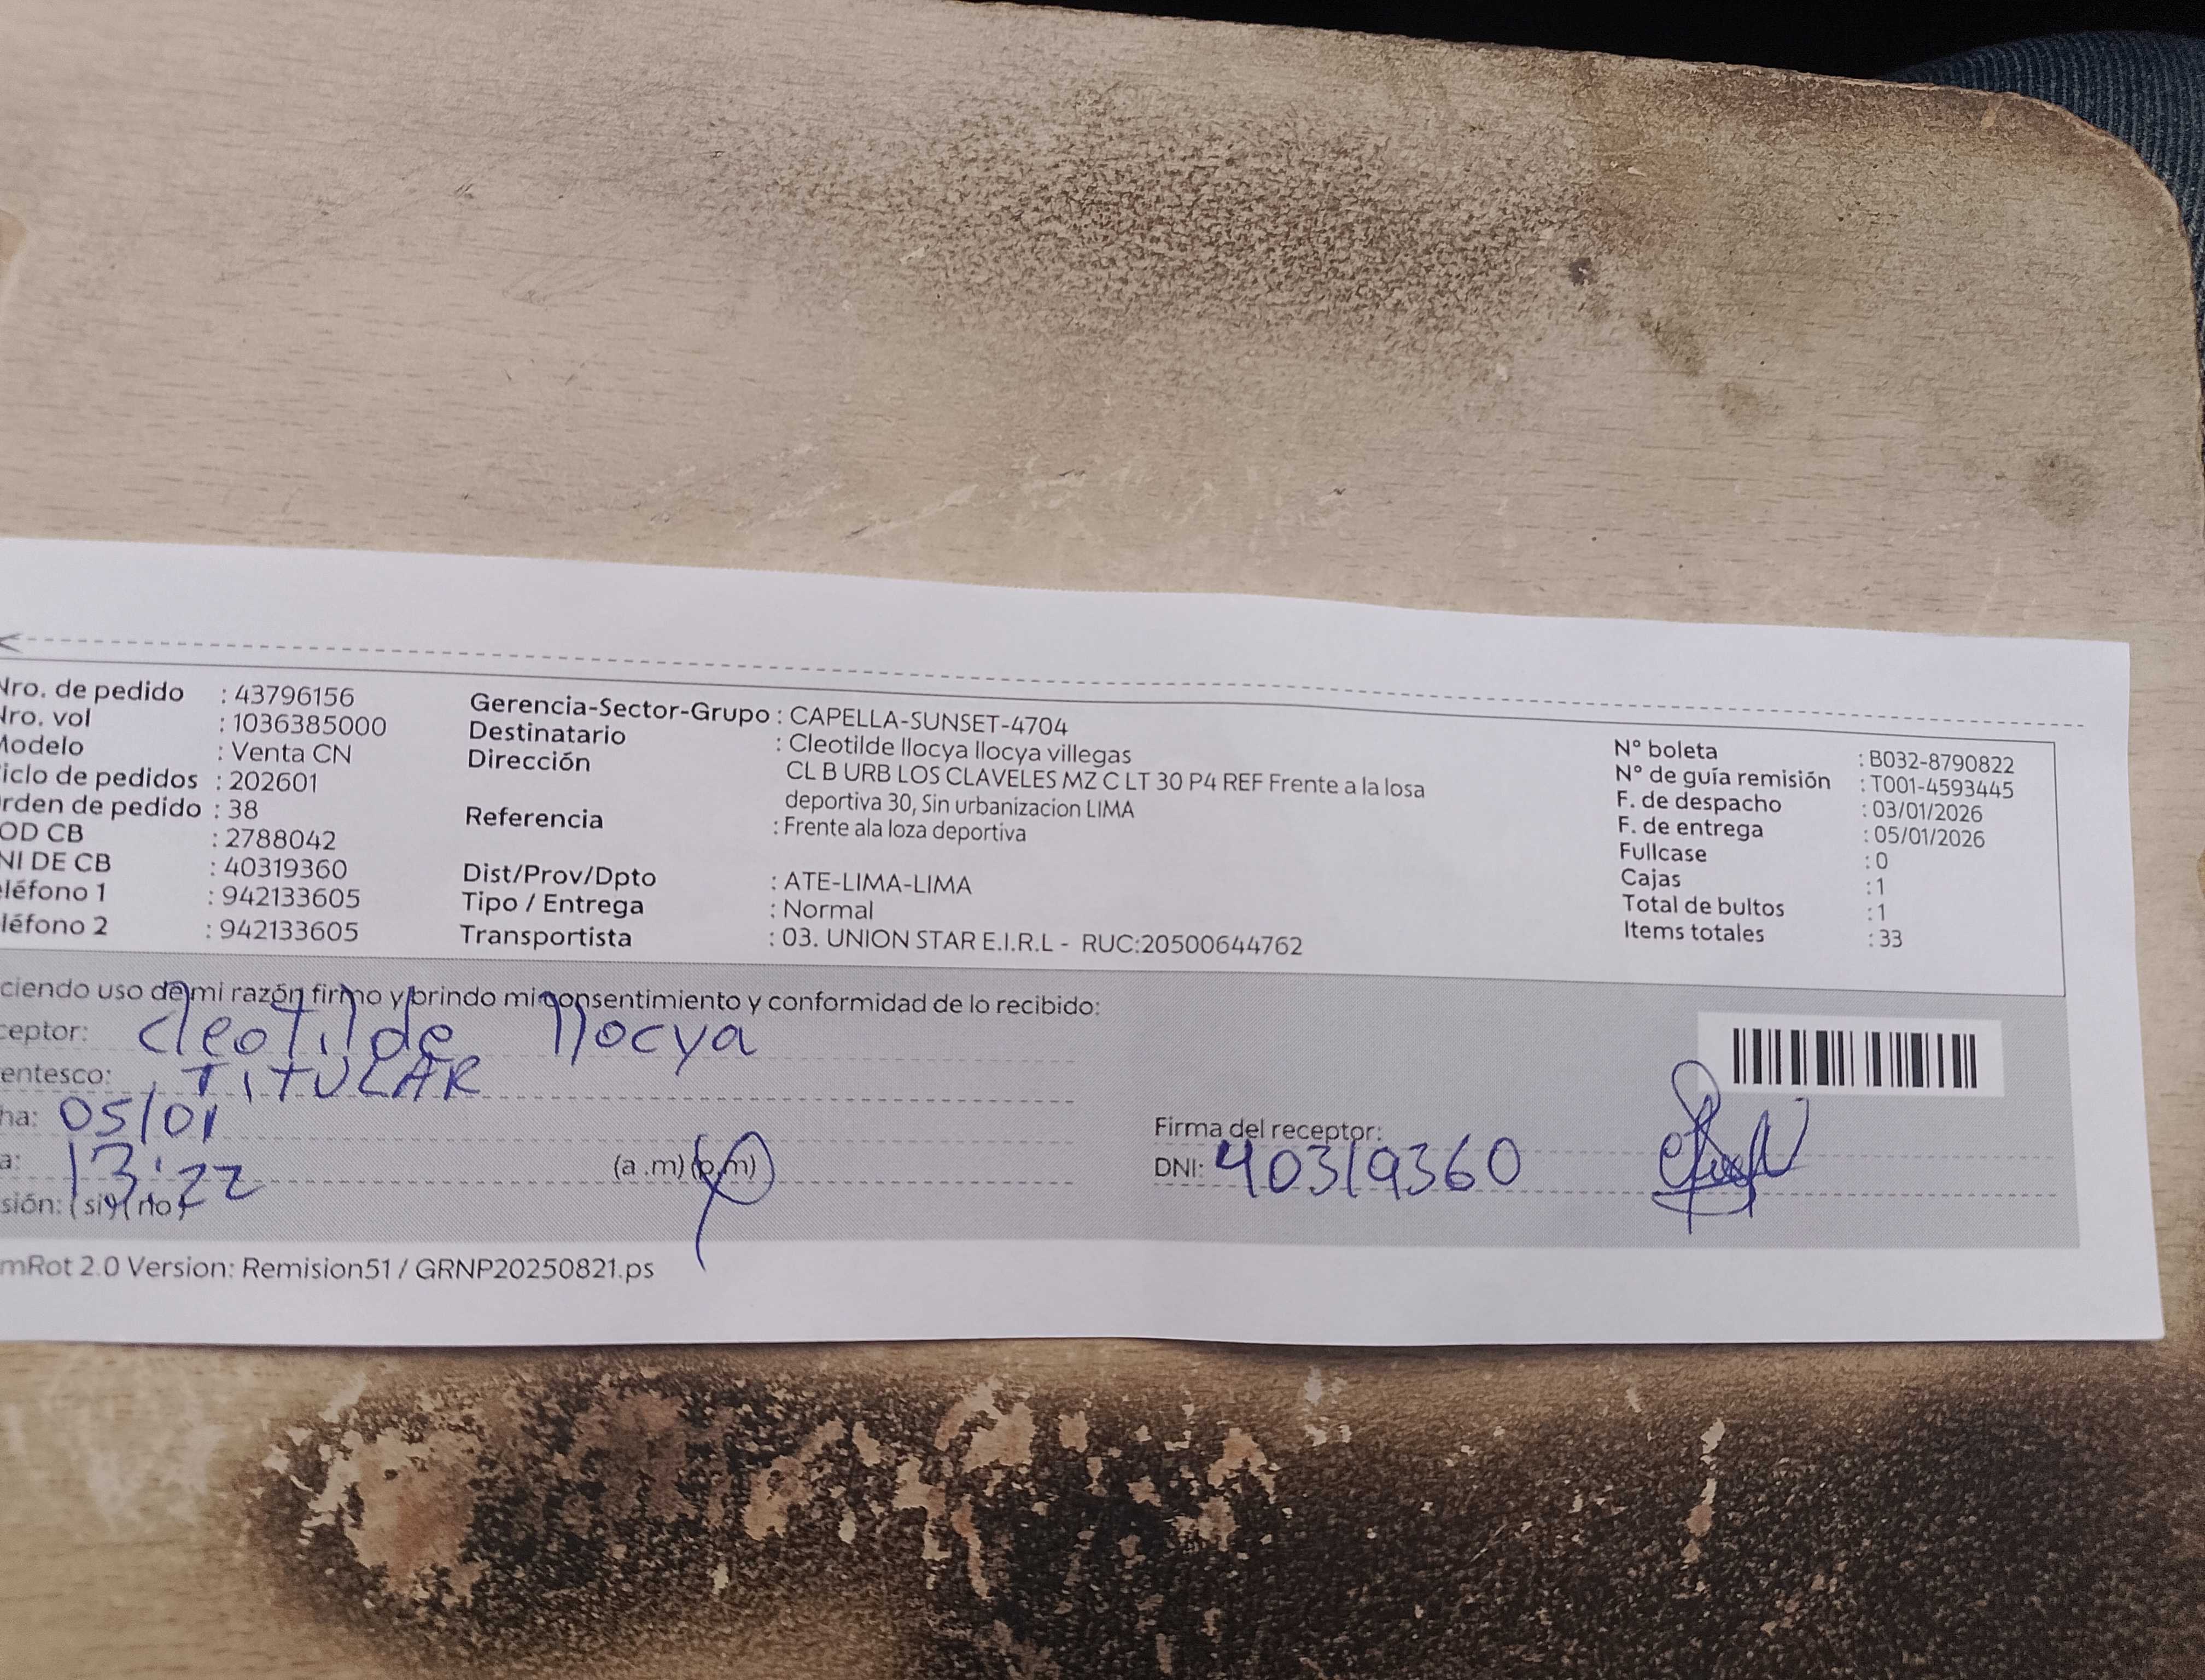 Nro. de pedido : 43796156
Nro. vol : 1036385000
Modelo : Venta CN
iclo de pedidos : 202601
rden de pedido : 38
OD CB : 2788042
NI DE CB : 40319360
léfono 1 : 942133605
léfono 2 : 942133605
Gerencia-Sector-Grupo : CAPELLA-SUNSET-4704
Destinatario : Cleotilde llocya llocya villegas
Dirección CL B URB LOS CLAVELES MZ C LT 30 P4 REF Frente a la losa
deportiva 30, Sin urbanizacion LIMA
Referencia : Frente ala loza deportiva
Dist/Prov/Dpto : ATE-LIMA-LIMA
Tipo / Entrega : Normal
Transportista : 03. UNION STAR E.I.R.L - RUC:20500644762
N° boleta : B032-8790822
N° de guía remisión : T001-4593445
F. de despacho : 03/01/2026
F. de entrega : 05/01/2026
Fullcase : 0
Cajas : 1
Total de bultos : 1
Items totales : 33
ciendo uso de mi razón firmo y brindo mi consentimiento y conformidad de lo recibido:
ceptor: cleotilde llocya
entesco: TITULAR
ha: 05/01
a: 13:22 (a .m) (p.m)
sión: (si) (no)
Firma del receptor:
DNI: 40319360
mRot 2.0 Version: Remision51 / GRNP20250821.ps